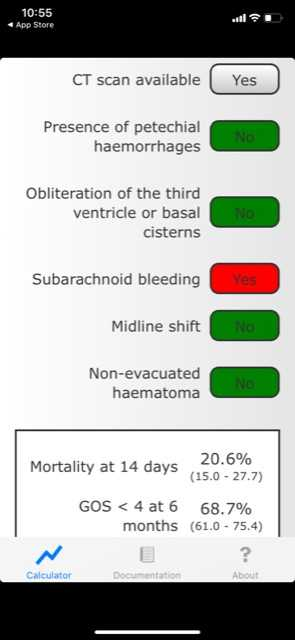 10:55
◀ App Store
CT scan available Yes
Presence of petechial
haemorrhages No
Obliteration of the third
ventricle or basal No
cisterns
Subarachnoid bleeding Yes
Midline shift No
Non-evacuated
haematoma No
Mortality at 14 days 20.6%
(15.0 - 27.7)
GOS < 4 at 6 68.7%
months (61.0 - 75.4)
Calculator Documentation About